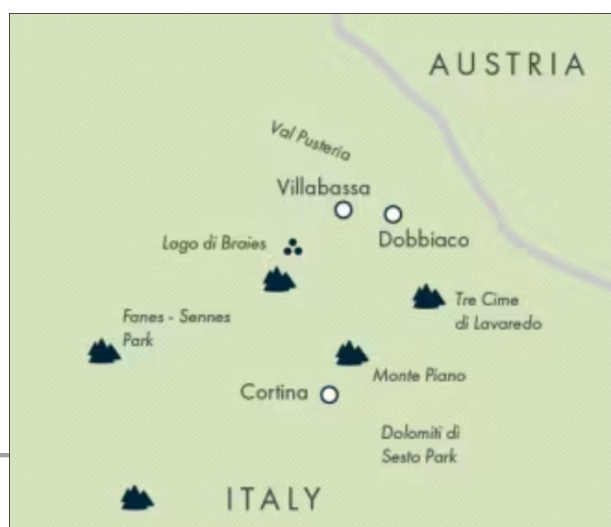 AUSTRIA
Val Pusteria
Villabassa
Dobbiaco
Lago di Braies
Tre Cime
di Lavaredo
Fanes - Sennes
Park
Monte Piano
Cortina
Dolomiti di
Sesto Park
ITALY